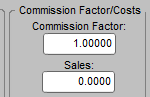 Commission Factor/Costs
Commission Factor:
1.00000
Sales:
0.0000